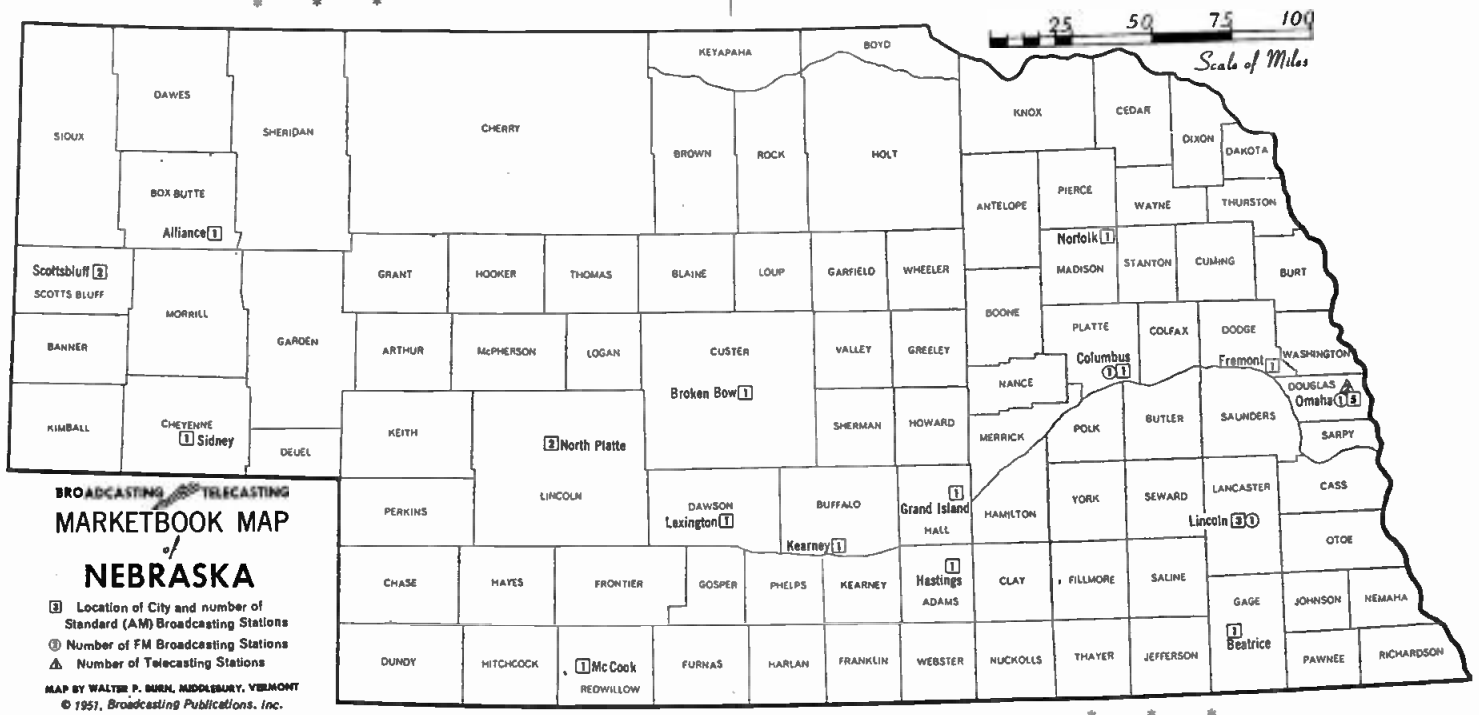 * * *
25 50 75 100
Scale of Miles
KEYAPAHA
BOYD
DAWES
SIOUX
SHERIDAN
CHERRY
KNOX
CEDAR
DIXON
DAKOTA
BROWN
ROCK
HOLT
BOX BUTTE
Alliance 1
ANTELOPE
PIERCE
WAYNE
THURSTON
Norfolk 1
MADISON
STANTON
CUMING
BURT
Scottsbluff 2
SCOTTS BLUFF
GRANT
HOOKER
THOMAS
BLAINE
LOUP
GARFIELD
WHEELER
MORRILL
GARDEN
BOONE
PLATTE
COLFAX
DODGE
BANNER
ARTHUR
McPHERSON
LOGAN
CUSTER
VALLEY
GREELEY
Columbus
1 1
Fremont 1
WASHINGTON
Broken Bow 1
NANCE
DOUGLAS
Omaha 1 5
KIMBALL
CHEYENNE
1 Sidney
DEUEL
KEITH
2 North Platte
SHERMAN
HOWARD
MERRICK
POLK
BUTLER
SAUNDERS
SARPY
LINCOLN
PERKINS
DAWSON
Lexington 1
BUFFALO
Kearney 1
1
Grand Island
HALL
HAMILTON
YORK
SEWARD
LANCASTER
Lincoln 3 1
CASS
OTOE
CHASE
HAYES
FRONTIER
GOSPER
PHELPS
KEARNEY
1
Hastings
ADAMS
CLAY
FILLMORE
SALINE
GAGE
1
Beatrice
JOHNSON
NEMAHA
DUNDY
HITCHCOCK
1 Mc Cook
REDWILLOW
FURNAS
HARLAN
FRANKLIN
WEBSTER
NUCKOLLS
THAYER
JEFFERSON
PAWNEE
RICHARDSON
BROADCASTING TELECASTING
MARKETBOOK MAP
of
NEBRASKA
3 Location of City and number of
Standard (AM) Broadcasting Stations
Number of FM Broadcasting Stations
Number of Telecasting Stations
MAP BY WALTER P. BURN, MIDDLEBURY, VERMONT
© 1951, Broadcasting Publications, Inc.
* * *